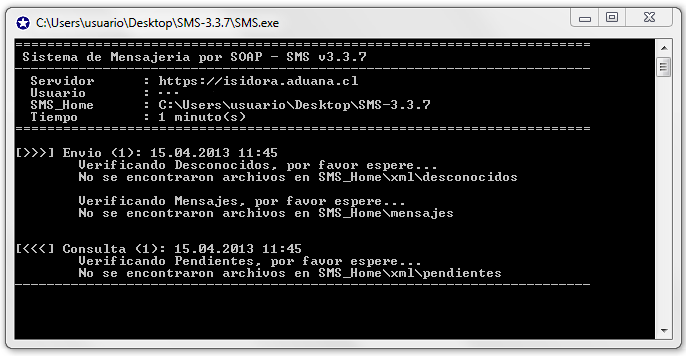 C:\Users\usuario\Desktop\SMS-3.3.7\SMS.exe
Sistema de Mensajeria por SOAP - SMS v3.3.7
Servidor : https://isidora.aduana.cl
Usuario : ---
SMS_Home : C:\Users\usuario\Desktop\SMS-3.3.7
Tiempo : 1 minuto(s)
[>>>] Envio (1): 15.04.2013 11:45
Verificando Desconocidos, por favor espere...
No se encontraron archivos en SMS_Home\xml\desconocidos
Verificando Mensajes, por favor espere...
No se encontraron archivos en SMS_Home\mensajes
[<<<] Consulta (1): 15.04.2013 11:45
Verificando Pendientes, por favor espere...
No se encontraron archivos en SMS_Home\xml\pendientes